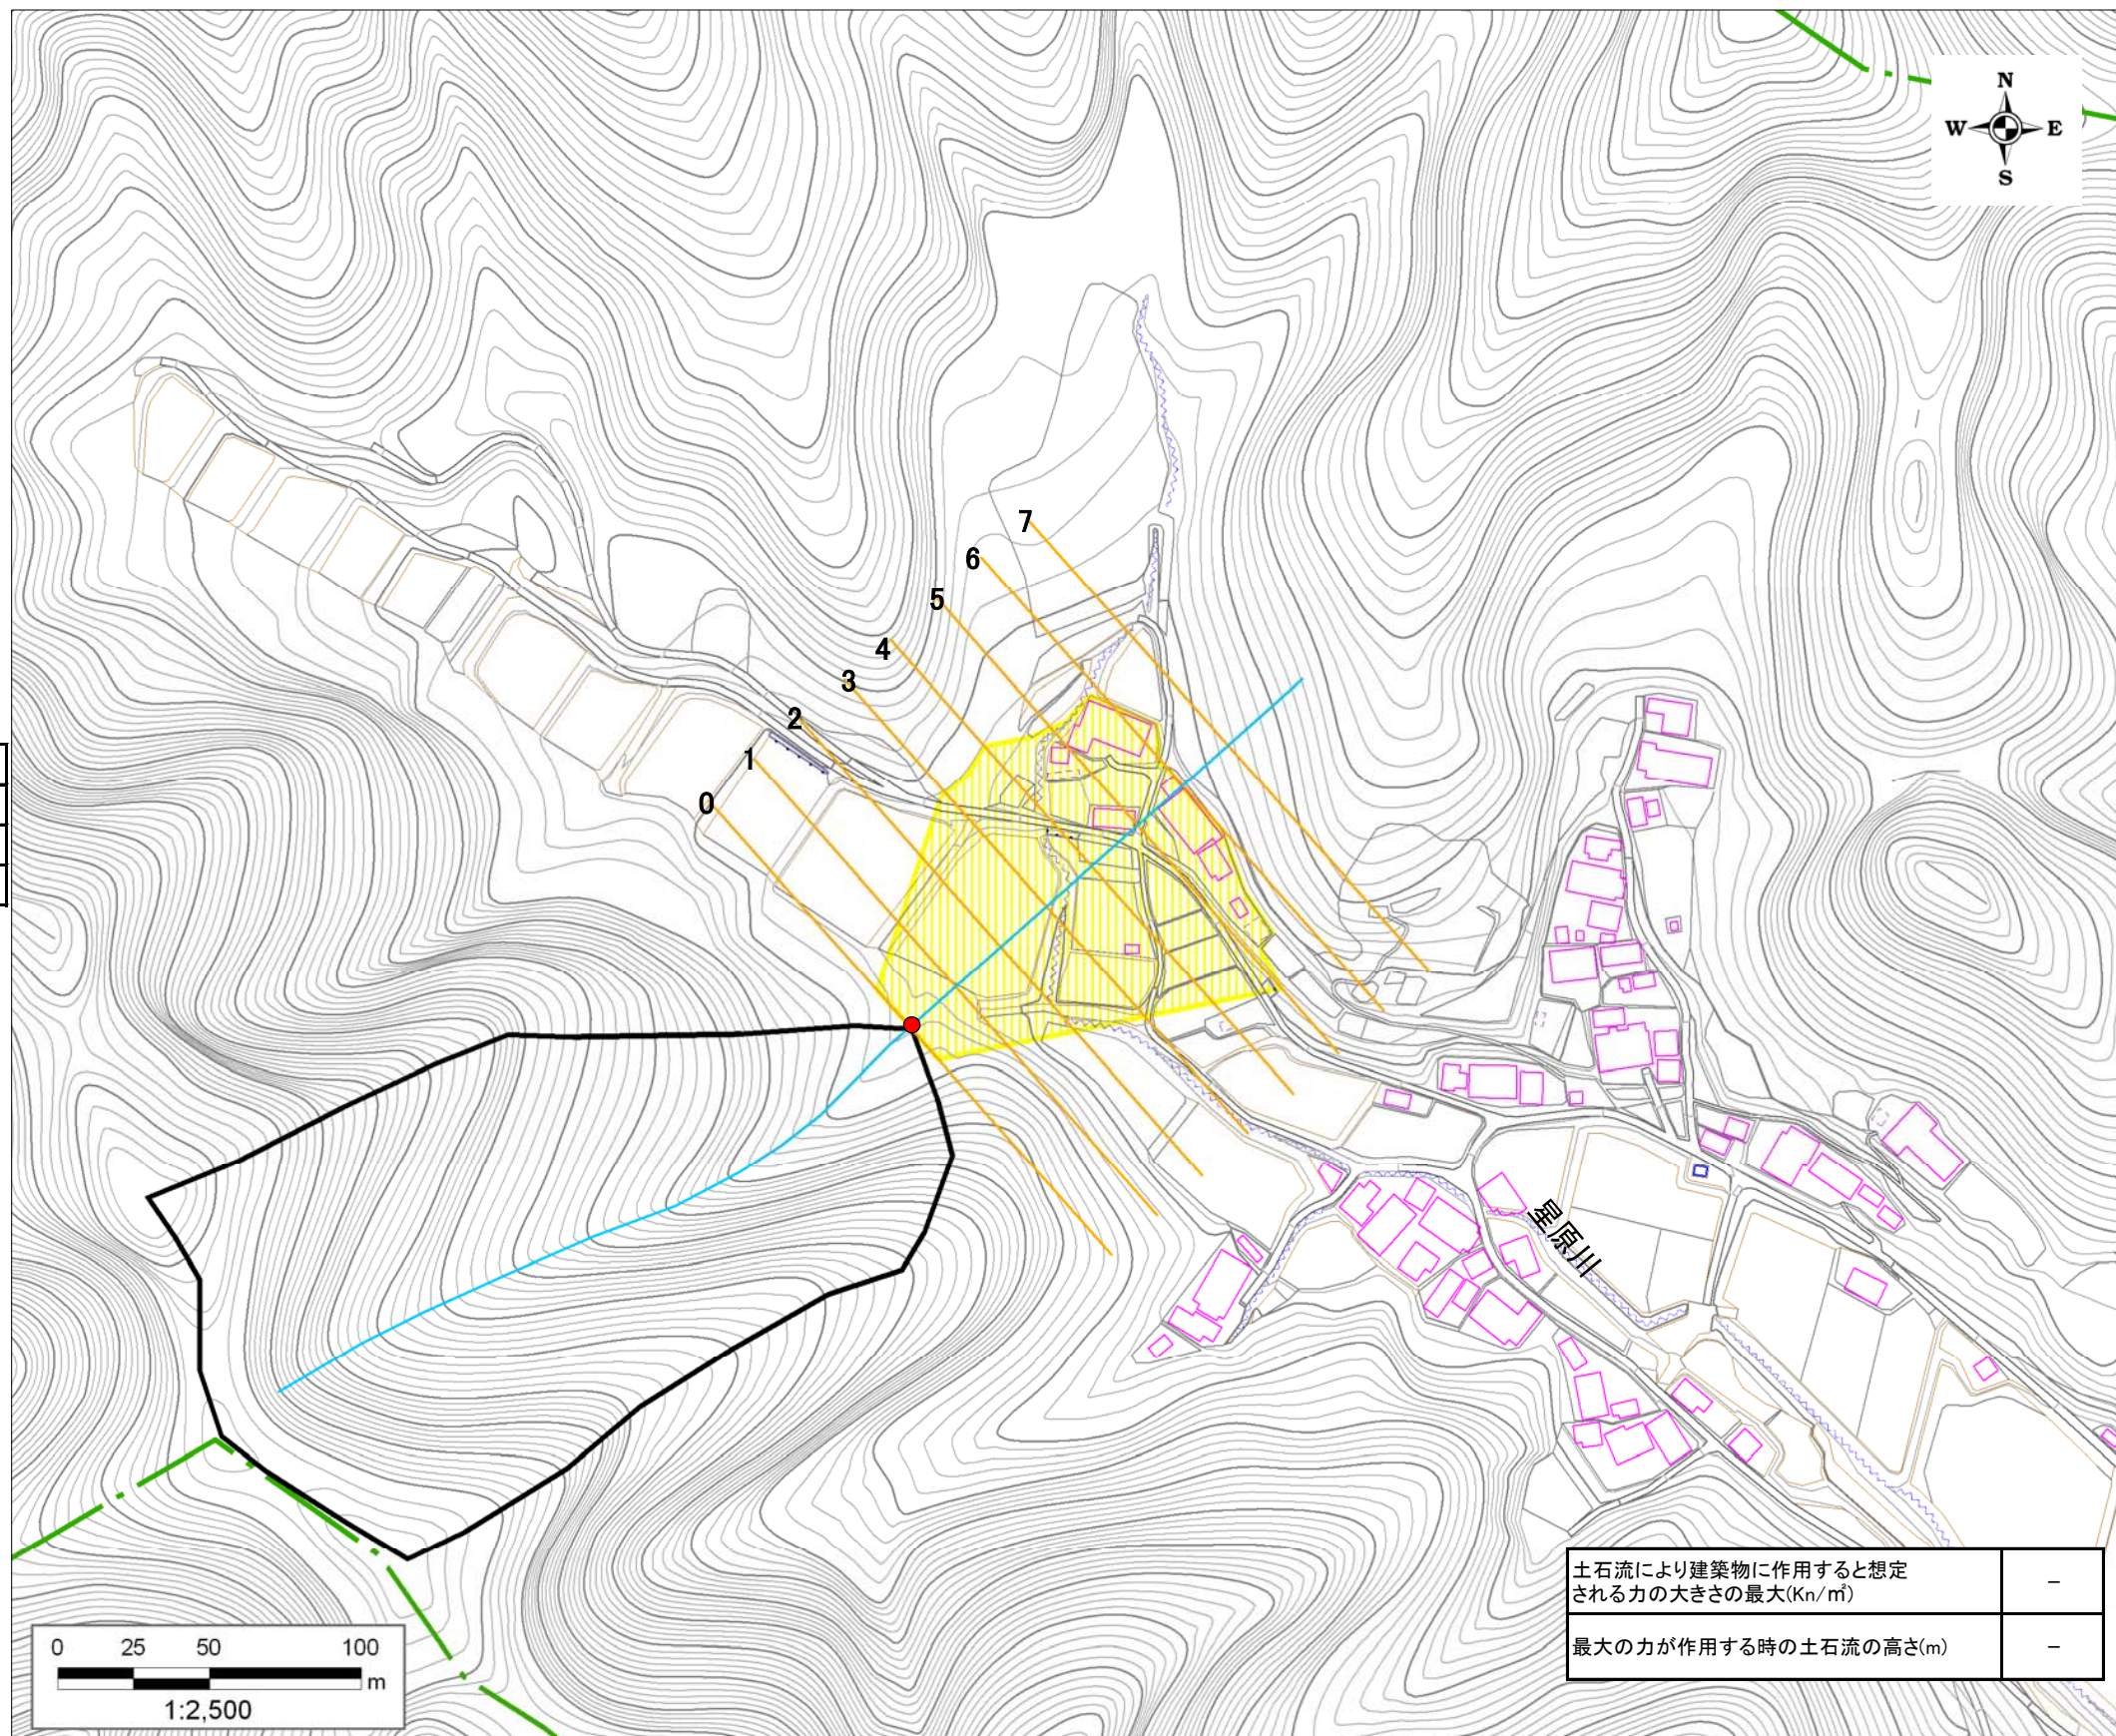 N
W E
S
7
6
5
4
3
2
1
0
星原川
土石流により建築物に作用すると想定
される力の大きさの最大(Kn/㎡)
－
最大の力が作用する時の土石流の高さ(m)
－
0 25 50 100
m
1:2,500